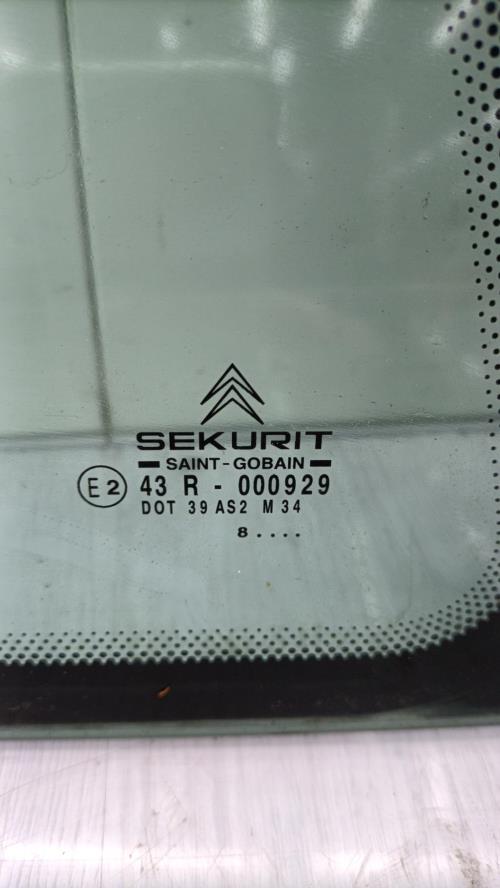 SEKURIT
SAINT-GOBAIN
E2 43 R - 000929
DOT 39 AS2 M 34
8 ....